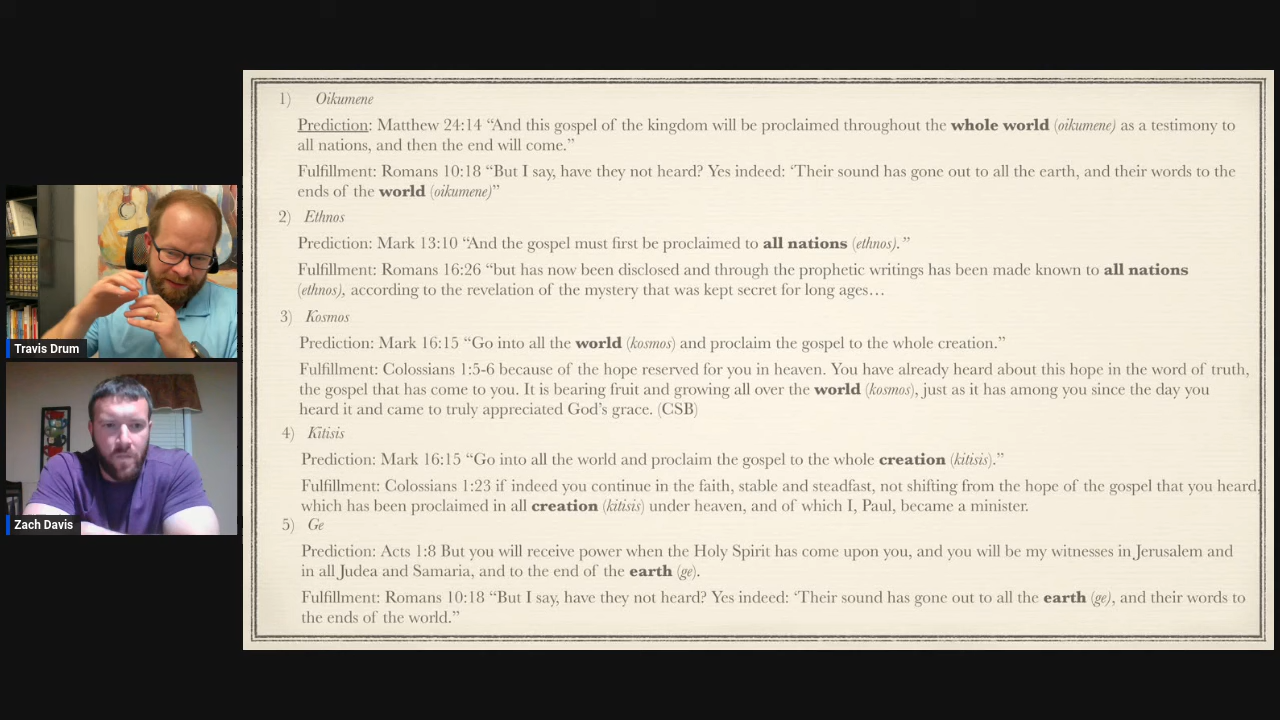 1) Oikumene
Prediction: Matthew 24:14 “And this gospel of the kingdom will be proclaimed throughout the whole world (oikumene) as a testimony to
all nations, and then the end will come.”
Fulfillment: Romans 10:18 “But I say, have they not heard? Yes indeed: ‘Their sound has gone out to all the earth, and their words to the
ends of the world (oikumene)”
2) Ethnos
Prediction: Mark 13:10 “And the gospel must first be proclaimed to all nations (ethnos).”
Fulfillment: Romans 16:26 “but has now been disclosed and through the prophetic writings has been made known to all nations
(ethnos), according to the revelation of the mystery that was kept secret for long ages…
3) Kosmos
Prediction: Mark 16:15 “Go into all the world (kosmos) and proclaim the gospel to the whole creation.”
Fulfillment: Colossians 1:5-6 because of the hope reserved for you in heaven. You have already heard about this hope in the word of truth,
the gospel that has come to you. It is bearing fruit and growing all over the world (kosmos), just as it has among you since the day you
heard it and came to truly appreciated God’s grace. (CSB)
4) Kitisis
Prediction: Mark 16:15 “Go into all the world and proclaim the gospel to the whole creation (kitisis).”
Fulfillment: Colossians 1:23 if indeed you continue in the faith, stable and steadfast, not shifting from the hope of the gospel that you heard,
which has been proclaimed in all creation (kitisis) under heaven, and of which I, Paul, became a minister.
5) Ge
Prediction: Acts 1:8 But you will receive power when the Holy Spirit has come upon you, and you will be my witnesses in Jerusalem and
in all Judea and Samaria, and to the end of the earth (ge).
Fulfillment: Romans 10:18 “But I say, have they not heard? Yes indeed: ‘Their sound has gone out to all the earth (ge), and their words to
the ends of the world.”
Travis Drum
Zach Davis